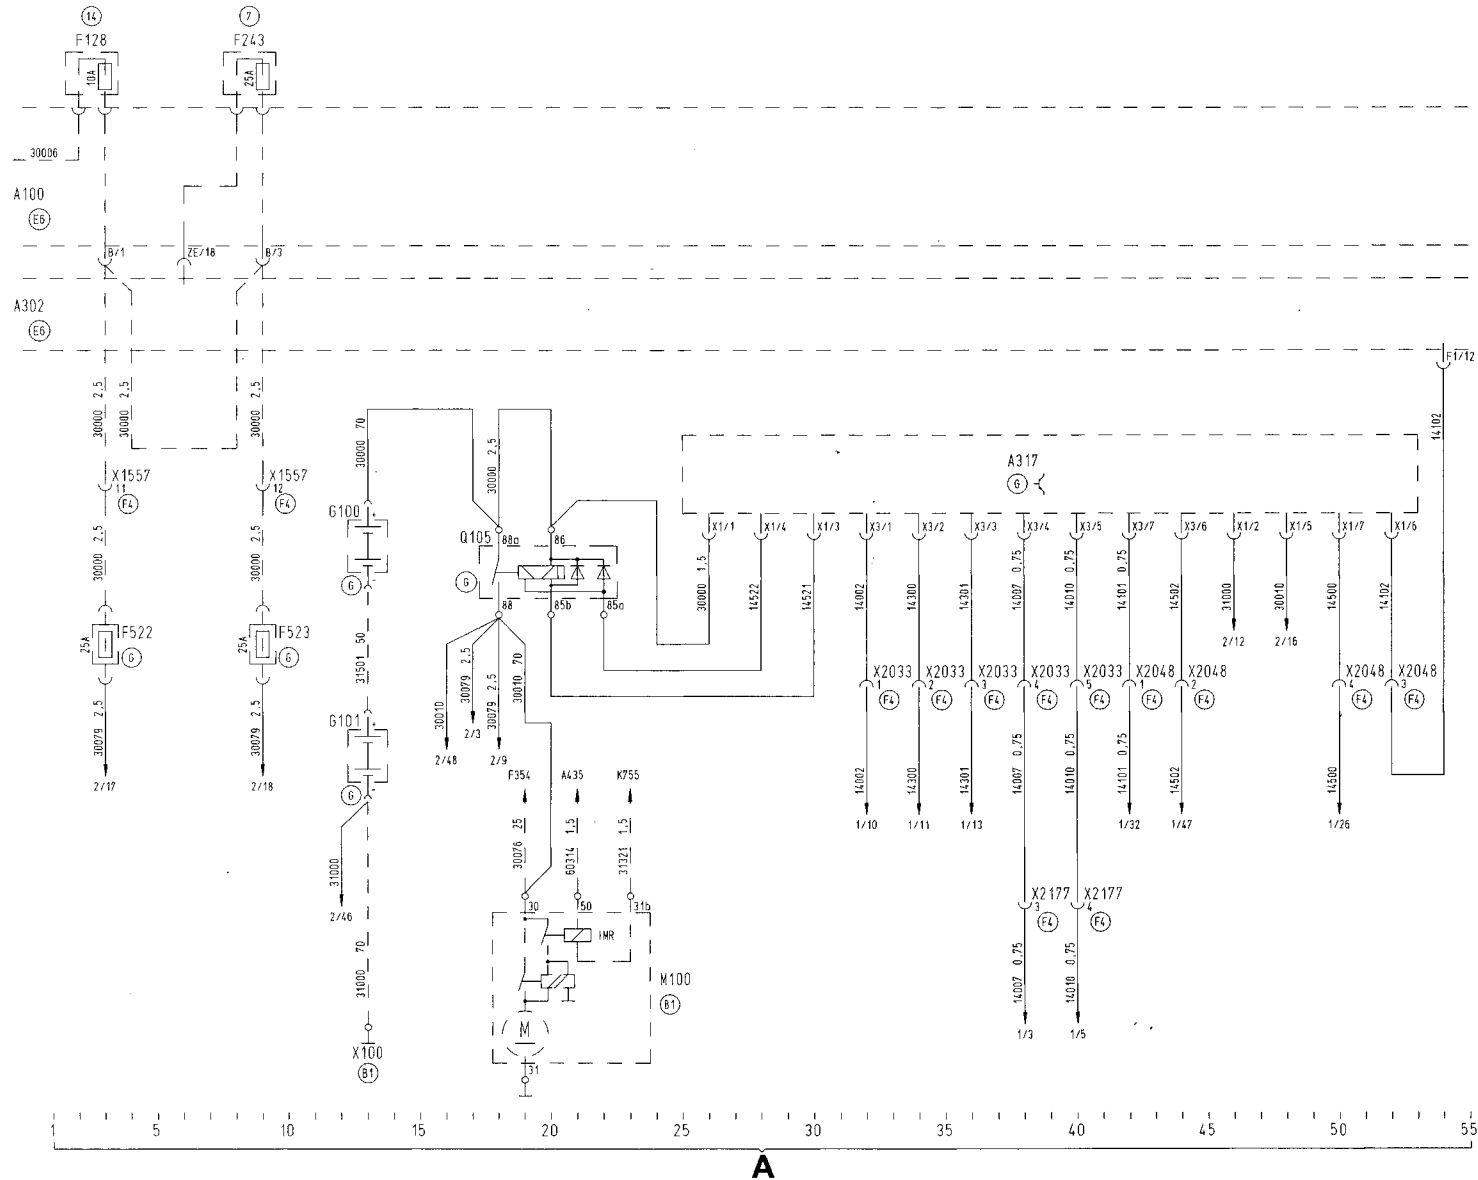 14 7
F128 F243
10A 25A
30006
A100
E6
B/1 ZE/18 B/3
A302
E6
F1/12
30000 2,5
30000 2,5
30000 2,5
30000 70
30000 2,5
14102
X1557
11
F4
X1557
12
F4
A317
G
G100
G
Q105
G
88a 86
88 85b 85a
X1/1 X1/4 X1/3 X3/1 X3/2 X3/3 X3/4 X3/5 X3/7 X3/6 X1/2 X1/5 X1/7 X1/6
30000 2,5
30000 2,5
30000 1,5
14522
14521
14002
14300
14301
14007 0,75
14010 0,75
14101 0,75
14502
31000
30010
14500
14102
2/12 2/16
25A
F522
G
25A
F523
G
31501 50
30010
30079 2,5
30079 2,5
30010 70
2/48 2/3 2/9
X2033
1
F4
X2033
2
F4
X2033
3
F4
X2033
4
F4
X2033
5
F4
X2048
1
F4
X2048
2
F4
X2048
4
F4
X2048
3
F4
30079 2,5
30079 2,5
2/17 2/18
G101
G
F354 A435 K755
14002
14300
14301
14007 0,75
14010 0,75
14101 0,75
14502
14500
1/10 1/11 1/13 1/32 1/47 1/26
31000
2/46
30076 25
60314 1,5
31321 1,5
30 50 31b
IMR
M100
B1
M
31
X2177
3
F4
X2177
4
F4
31000 70
14007 0,75
14010 0,75
1/3 1/5
X100
B1
1 5 10 15 20 25 30 35 40 45 50 55
A